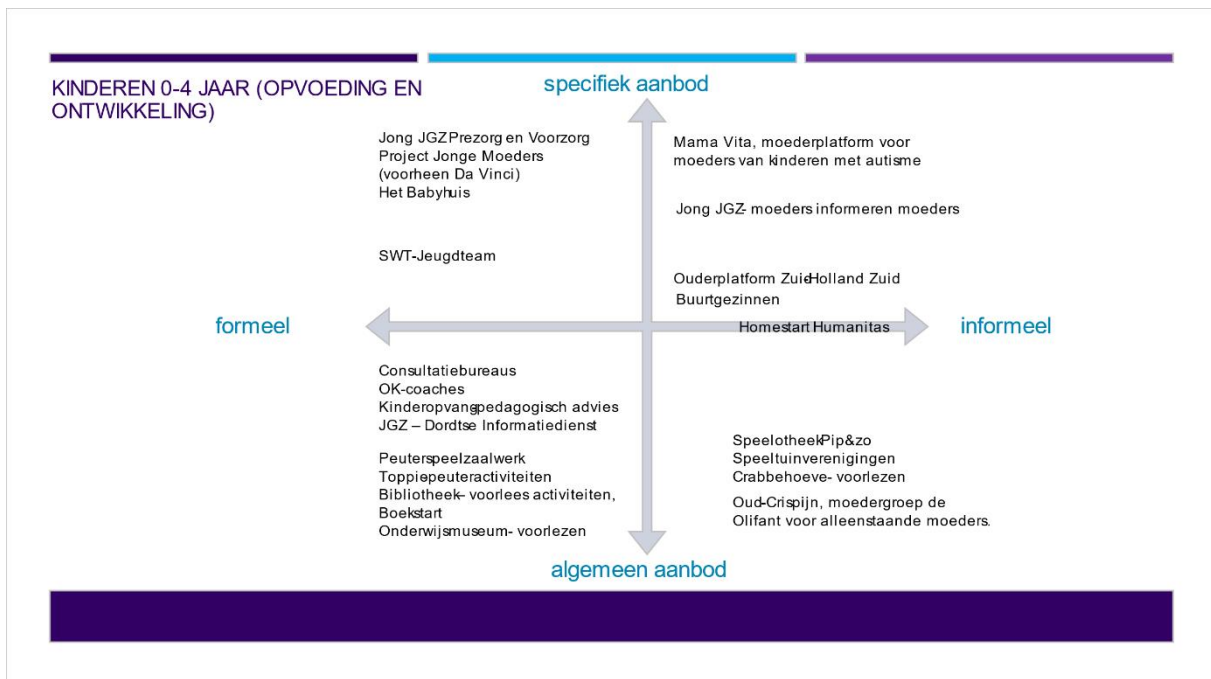 KINDEREN 0-4 JAAR (OPVOEDING EN
ONTWIKKELING)
specifiek aanbod
Jong JGZ Prezorg en Voorzorg
Project Jonge Moeders
(voorheen Da Vinci)
Het Babyhuis
SWT-Jeugdteam
Mama Vita, moederplatform voor
moeders van kinderen met autisme
Jong JGZ- moeders informeren moeders
Ouderplatform Zuid-Holland Zuid
Buurtgezinnen
formeel
Homestart Humanitas
informeel
Consultatiebureaus
OK-coaches
Kinderopvang-pedagogisch advies
JGZ – Dordtse Informatiedienst
Peuterspeelzaalwerk
Toppie-peuteractiviteiten
Bibliotheek– voorlees activiteiten,
Boekstart
Onderwijsmuseum- voorlezen
Speelotheek Pip&zo
Speeltuinverenigingen
Crabbehoeve- voorlezen
Oud-Crispijn, moedergroep de
Olifant voor alleenstaande moeders.
algemeen aanbod